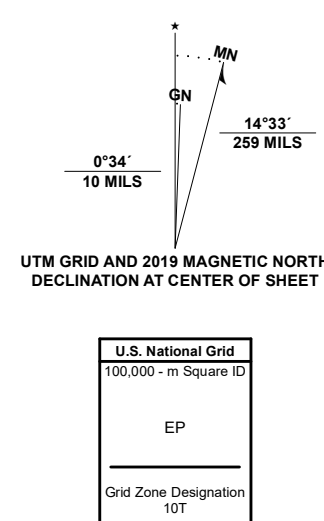 ★
MN
GN
14°33´
259 MILS
0°34´
10 MILS
UTM GRID AND 2019 MAGNETIC NORTH
DECLINATION AT CENTER OF SHEET
U.S. National Grid
100,000 - m Square ID
EP
Grid Zone Designation
10T